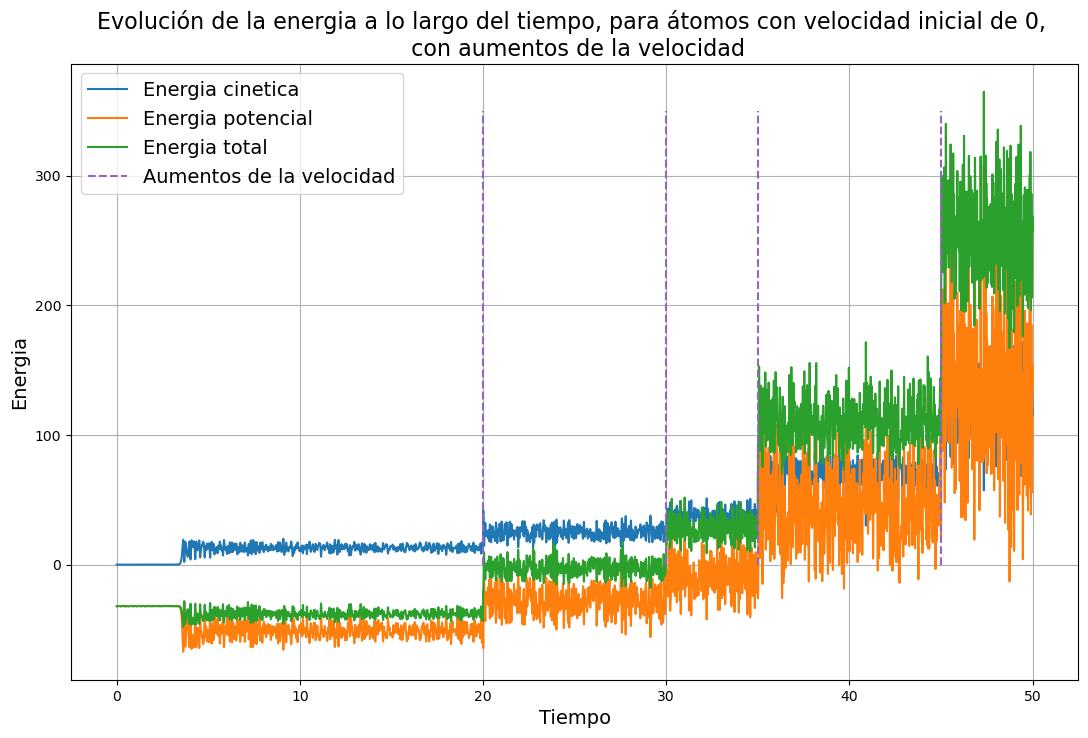 Evolución de la energia a lo largo del tiempo, para átomos con velocidad inicial de 0,
con aumentos de la velocidad
Energia cinetica
Energia potencial
Energia total
Aumentos de la velocidad
Energia
300
200
100
0
0
10
20
30
40
50
Tiempo